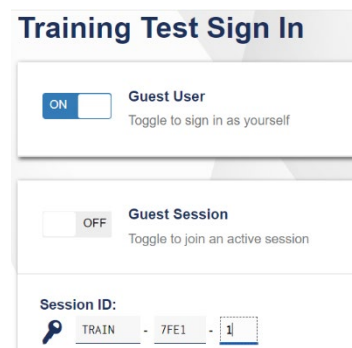 Training Test Sign In
ON
Guest User
Toggle to sign in as yourself
OFF
Guest Session
Toggle to join an active session
Session ID:
TRAIN - 7FE1 - 1